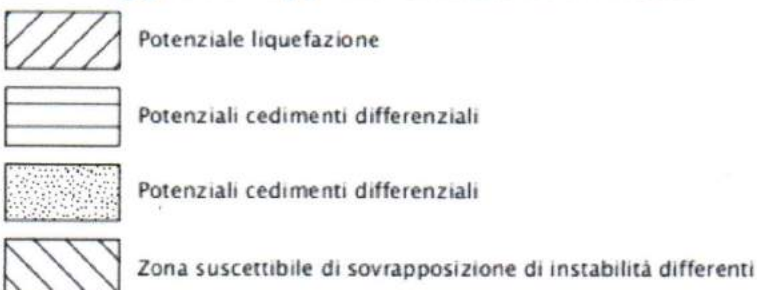 Potenziale liquefazione
Potenziali cedimenti differenziali
Potenziali cedimenti differenziali
Zona suscettibile di sovrapposizione di instabilità differenti